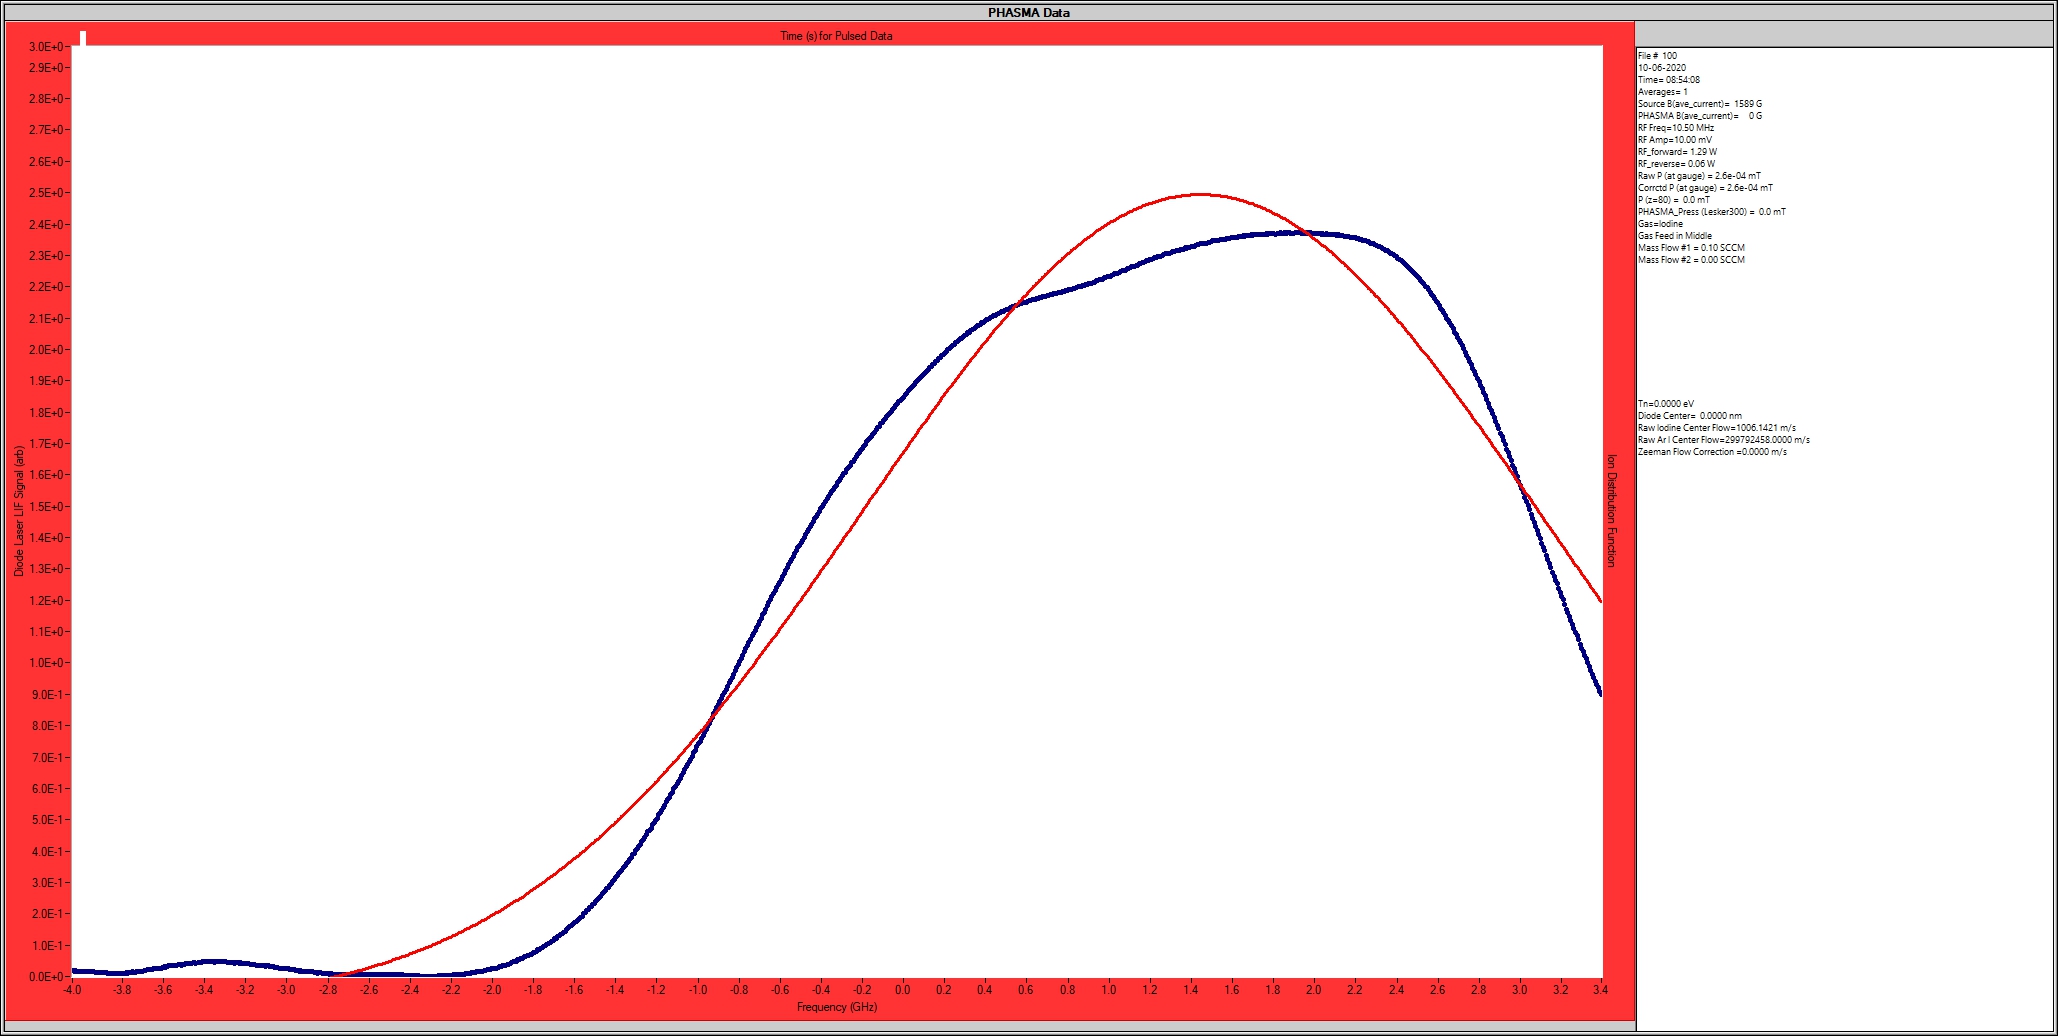 PHASMA Data
Time (s) for Pulsed Data
3.0E+0
2.9E+0
2.8E+0
2.7E+0
2.6E+0
2.5E+0
2.4E+0
2.3E+0
2.2E+0
2.1E+0
2.0E+0
1.9E+0
1.8E+0
1.7E+0
1.6E+0
1.5E+0
1.4E+0
1.3E+0
1.2E+0
1.1E+0
1.0E+0
9.0E-1
8.0E-1
7.0E-1
6.0E-1
5.0E-1
4.0E-1
3.0E-1
2.0E-1
1.0E-1
0.0E+0
Diode Laser LIF Signal (arb)
-4.0 -3.8 -3.6 -3.4 -3.2 -3.0 -2.8 -2.6 -2.4 -2.2 -2.0 -1.8 -1.6 -1.4 -1.2 -1.0 -0.8 -0.6 -0.4 -0.2 0.0 0.2 0.4 0.6 0.8 1.0 1.2 1.4 1.6 1.8 2.0 2.2 2.4 2.6 2.8 3.0 3.2 3.4
Frequency (GHz)
Ion Distribution Function
File # 100
10-06-2020
Time= 08:54:08
Averages= 1
Source B(ave_current)= 1589 G
PHASMA B(ave_current)= 0 G
RF Freq=10.50 MHz
RF Amp=10.00 mV
RF_forward= 1.29 W
RF_reverse= 0.06 W
Raw P (at gauge) = 2.6e-04 mT
Corrctd P (at gauge) = 2.6e-04 mT
P (z=80) = 0.0 mT
PHASMA_Press (Lesker300) = 0.0 mT
Gas=Iodine
Gas Feed in Middle
Mass Flow #1 = 0.10 SCCM
Mass Flow #2 = 0.00 SCCM
Tn=0.0000 eV
Diode Center= 0.0000 nm
Raw Iodine Center Flow=1006.1421 m/s
Raw Ar I Center Flow=299792458.0000 m/s
Zeeman Flow Correction =0.0000 m/s